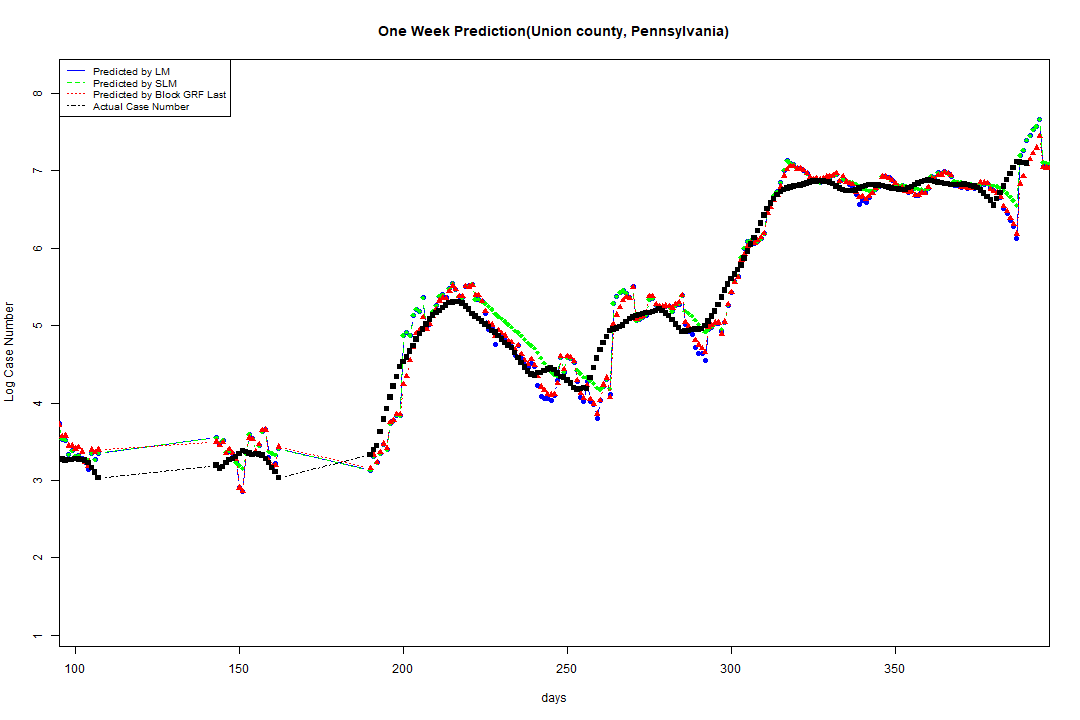 One Week Prediction(Union county, Pennsylvania)
Predicted by LM
Predicted by SLM
Predicted by Block GRF Last
Actual Case Number
8
7
6
5
4
3
2
1
Log Case Number
100 150 200 250 300 350
days